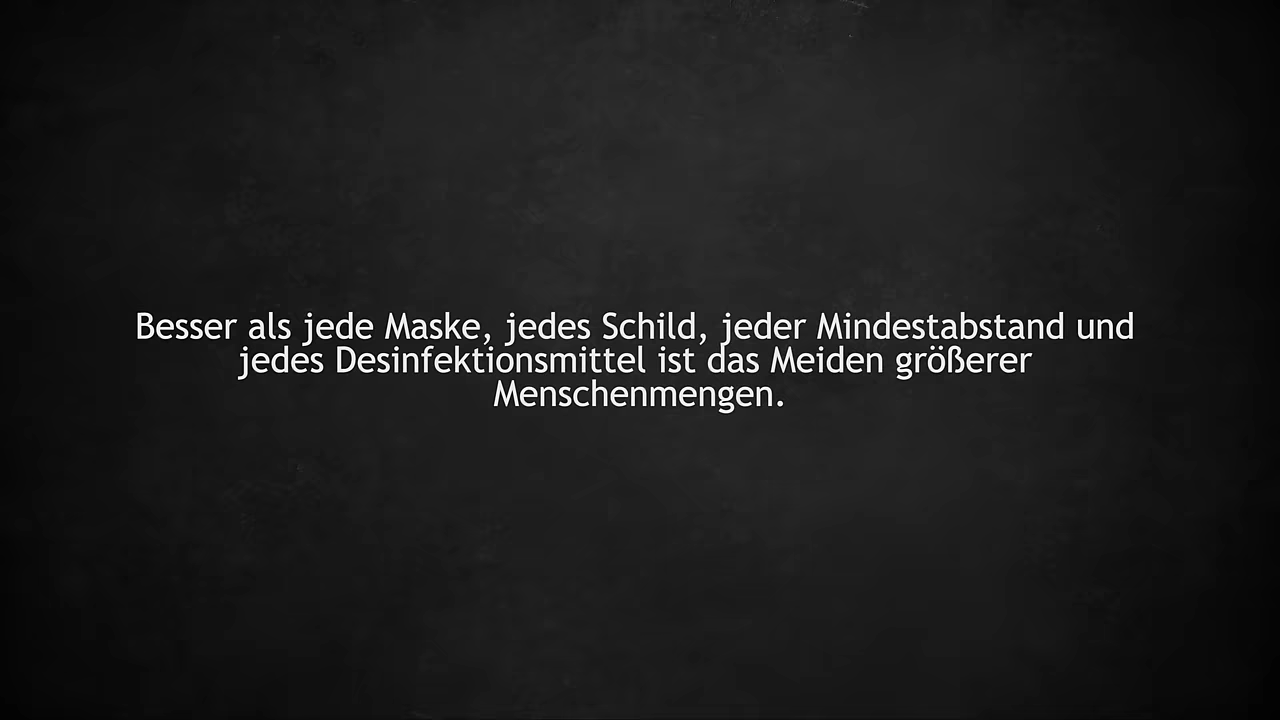 Besser als jede Maske, jedes Schild, jeder Mindestabstand und
jedes Desinfektionsmittel ist das Meiden größerer
Menschenmengen.